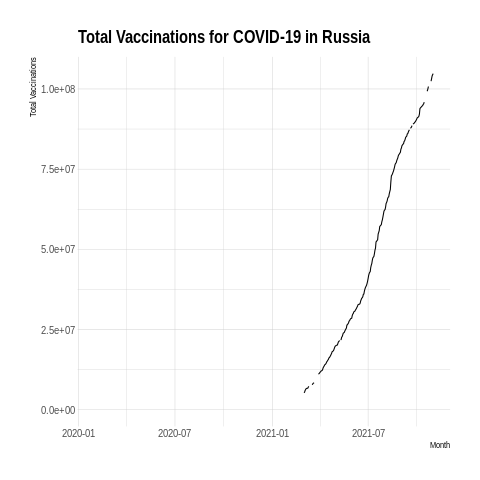 Total Vaccinations for COVID-19 in Russia
Total Vaccinations
1.0e+08
7.5e+07
5.0e+07
2.5e+07
0.0e+00
2020-01
2020-07
2021-01
2021-07
Month